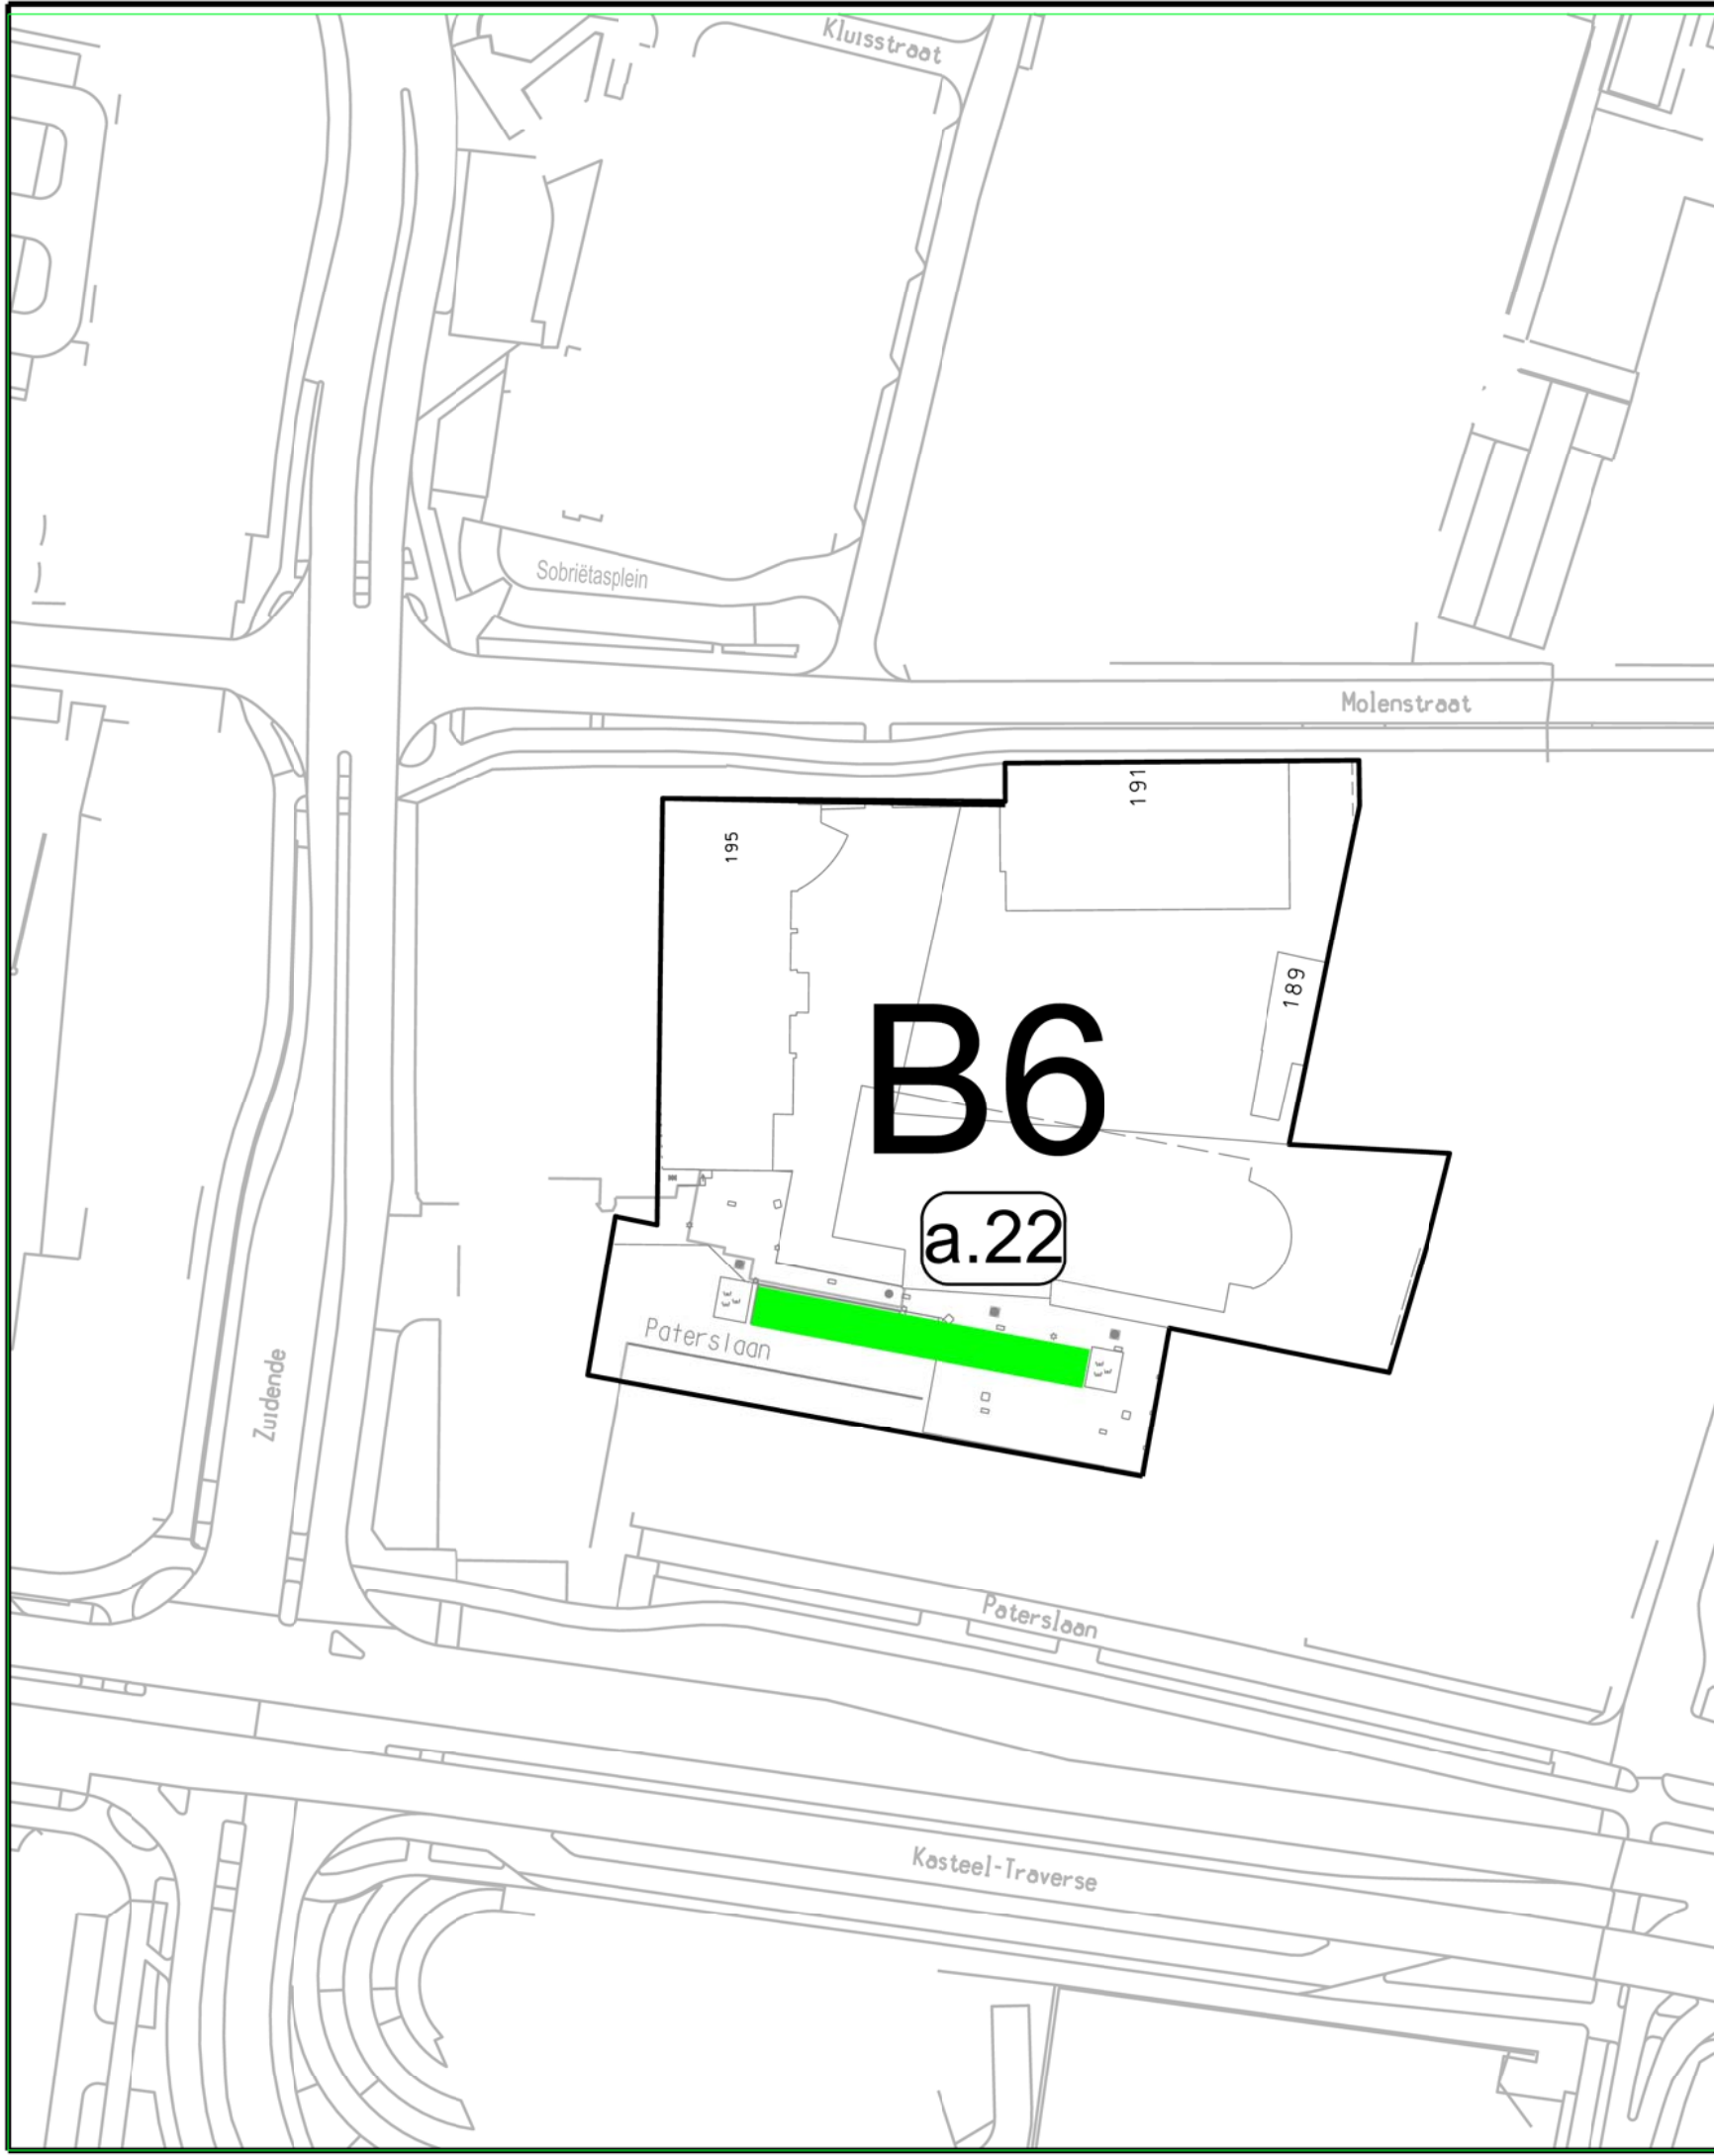 Kluisstraat
Sobriëtasplein
Molenstraat
191
195
189
B6
a.22
Paterslaan
Zuidende
Paterslaan
Kasteel-Traverse